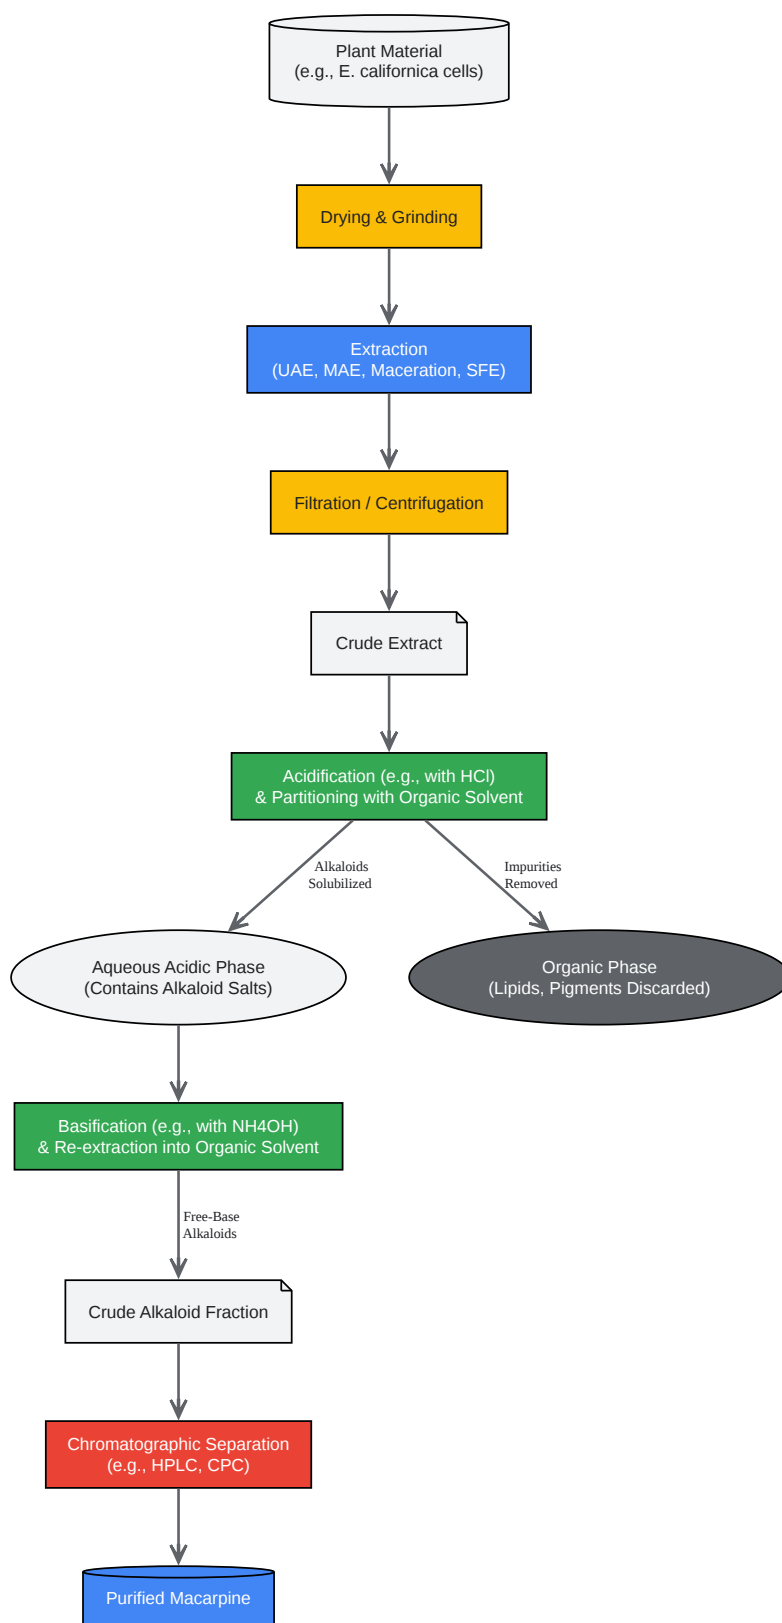 Plant Material
(e.g., E. californica cells)
Drying & Grinding
Extraction
(UAE, MAE, Maceration, SFE)
Filtration / Centrifugation
Crude Extract
Acidification (e.g., with HCl)
& Partitioning with Organic Solvent
Alkaloids
Solubilized
Impurities
Removed
Aqueous Acidic Phase
(Contains Alkaloid Salts)
Organic Phase
(Lipids, Pigments Discarded)
Basification (e.g., with NH4OH)
& Re-extraction into Organic Solvent
Free-Base
Alkaloids
Crude Alkaloid Fraction
Chromatographic Separation
(e.g., HPLC, CPC)
Purified Macarpine